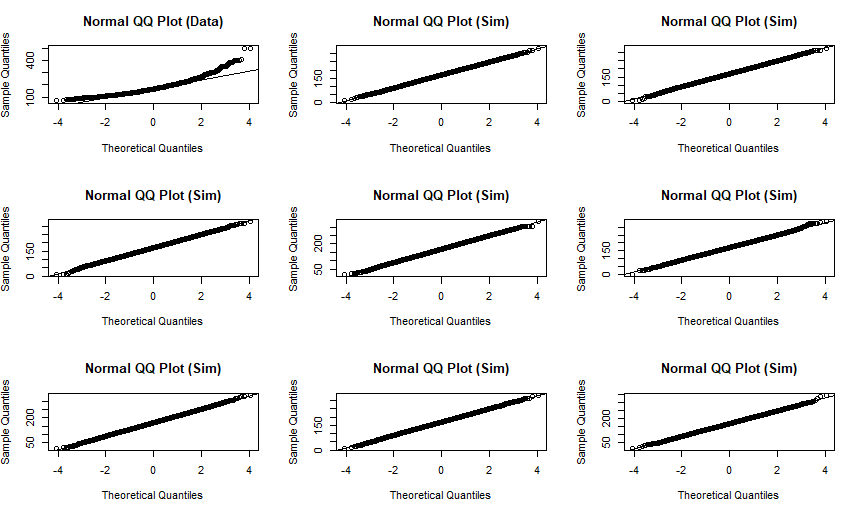 Normal QQ Plot (Data) Normal QQ Plot (Sim) Normal QQ Plot (Sim)
Sample Quantiles Sample Quantiles Sample Quantiles
400 150 150
100 0 0
-4 -2 0 2 4 -4 -2 0 2 4 -4 -2 0 2 4
Theoretical Quantiles Theoretical Quantiles Theoretical Quantiles
Normal QQ Plot (Sim) Normal QQ Plot (Sim) Normal QQ Plot (Sim)
Sample Quantiles Sample Quantiles Sample Quantiles
150 200 150
0 50 0
-4 -2 0 2 4 -4 -2 0 2 4 -4 -2 0 2 4
Theoretical Quantiles Theoretical Quantiles Theoretical Quantiles
Normal QQ Plot (Sim) Normal QQ Plot (Sim) Normal QQ Plot (Sim)
Sample Quantiles Sample Quantiles Sample Quantiles
200 150 200
50 0 50
-4 -2 0 2 4 -4 -2 0 2 4 -4 -2 0 2 4
Theoretical Quantiles Theoretical Quantiles Theoretical Quantiles